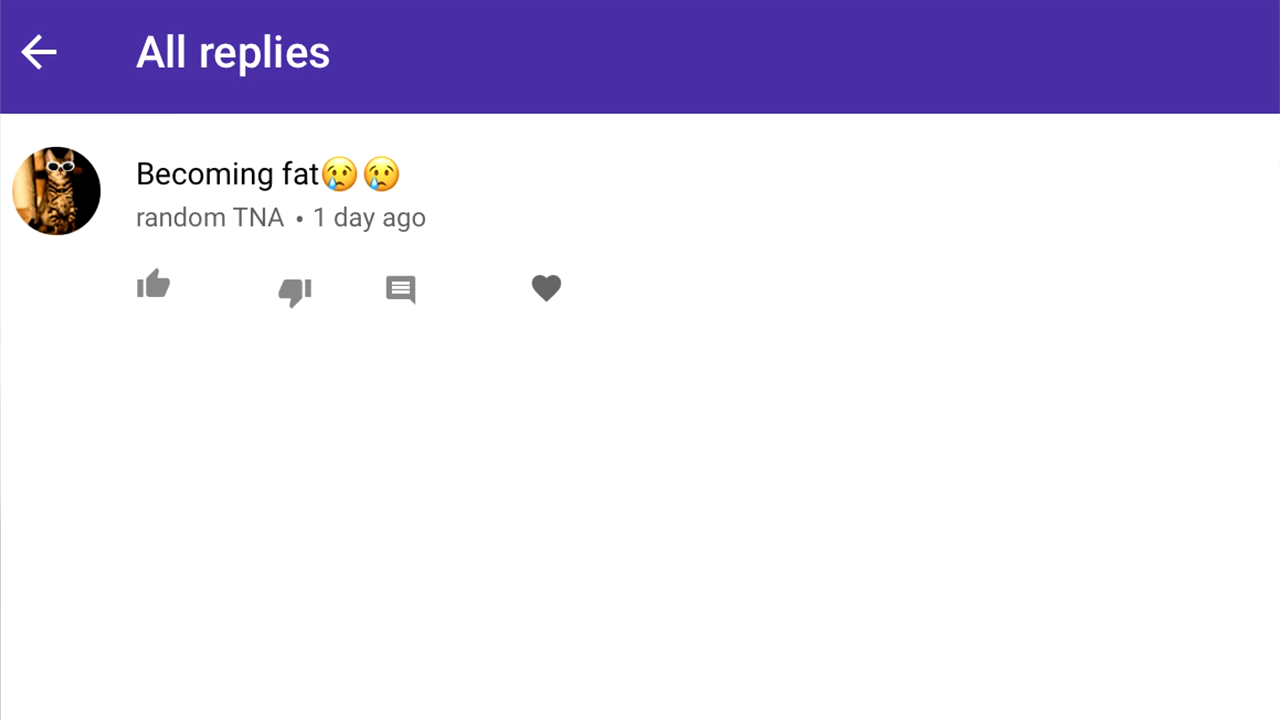 All replies
Becoming fat😢😢
random TNA • 1 day ago